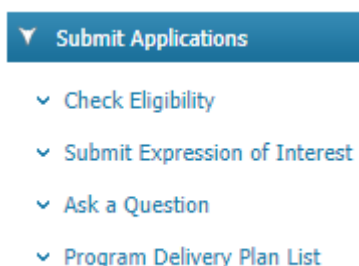 Submit Applications
Check Eligibility
Submit Expression of Interest
Ask a Question
Program Delivery Plan List